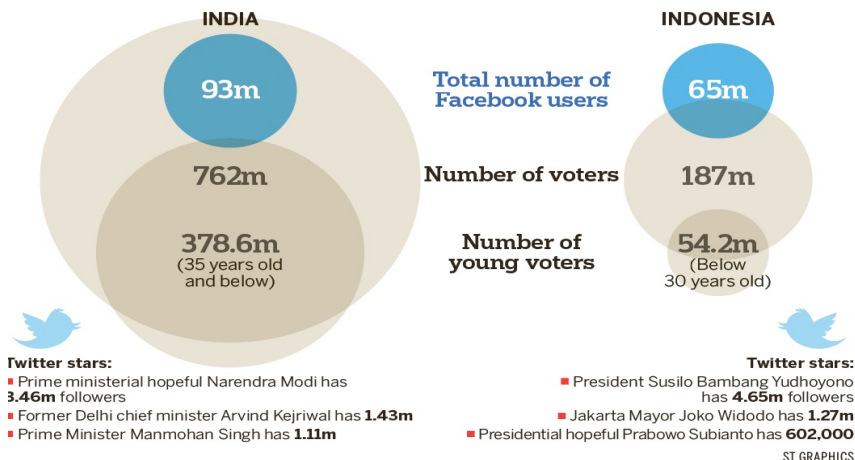 INDIA
INDONESIA
93m
Total number of
Facebook users
65m
762m
Number of voters
187m
378.6m
(35 years old
and below)
Number of
young voters
54.2m
(Below
30 years old)
Twitter stars:
Prime ministerial hopeful Narendra Modi has
3.46m followers
Former Delhi chief minister Arvind Kejriwal has 1.43m
Prime Minister Manmohan Singh has 1.11m
Twitter stars:
President Susilo Bambang Yudhoyono
has 4.65m followers
Jakarta Mayor Joko Widodo has 1.27m
Presidential hopeful Prabowo Subianto has 602,000
ST GRAPHICS